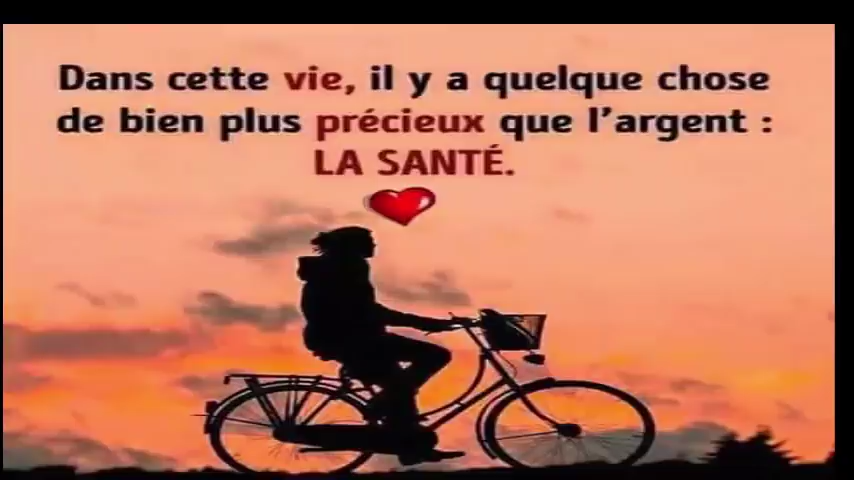 Dans cette vie, il y a quelque chose
de bien plus précieux que l'argent :
LA SANTÉ.